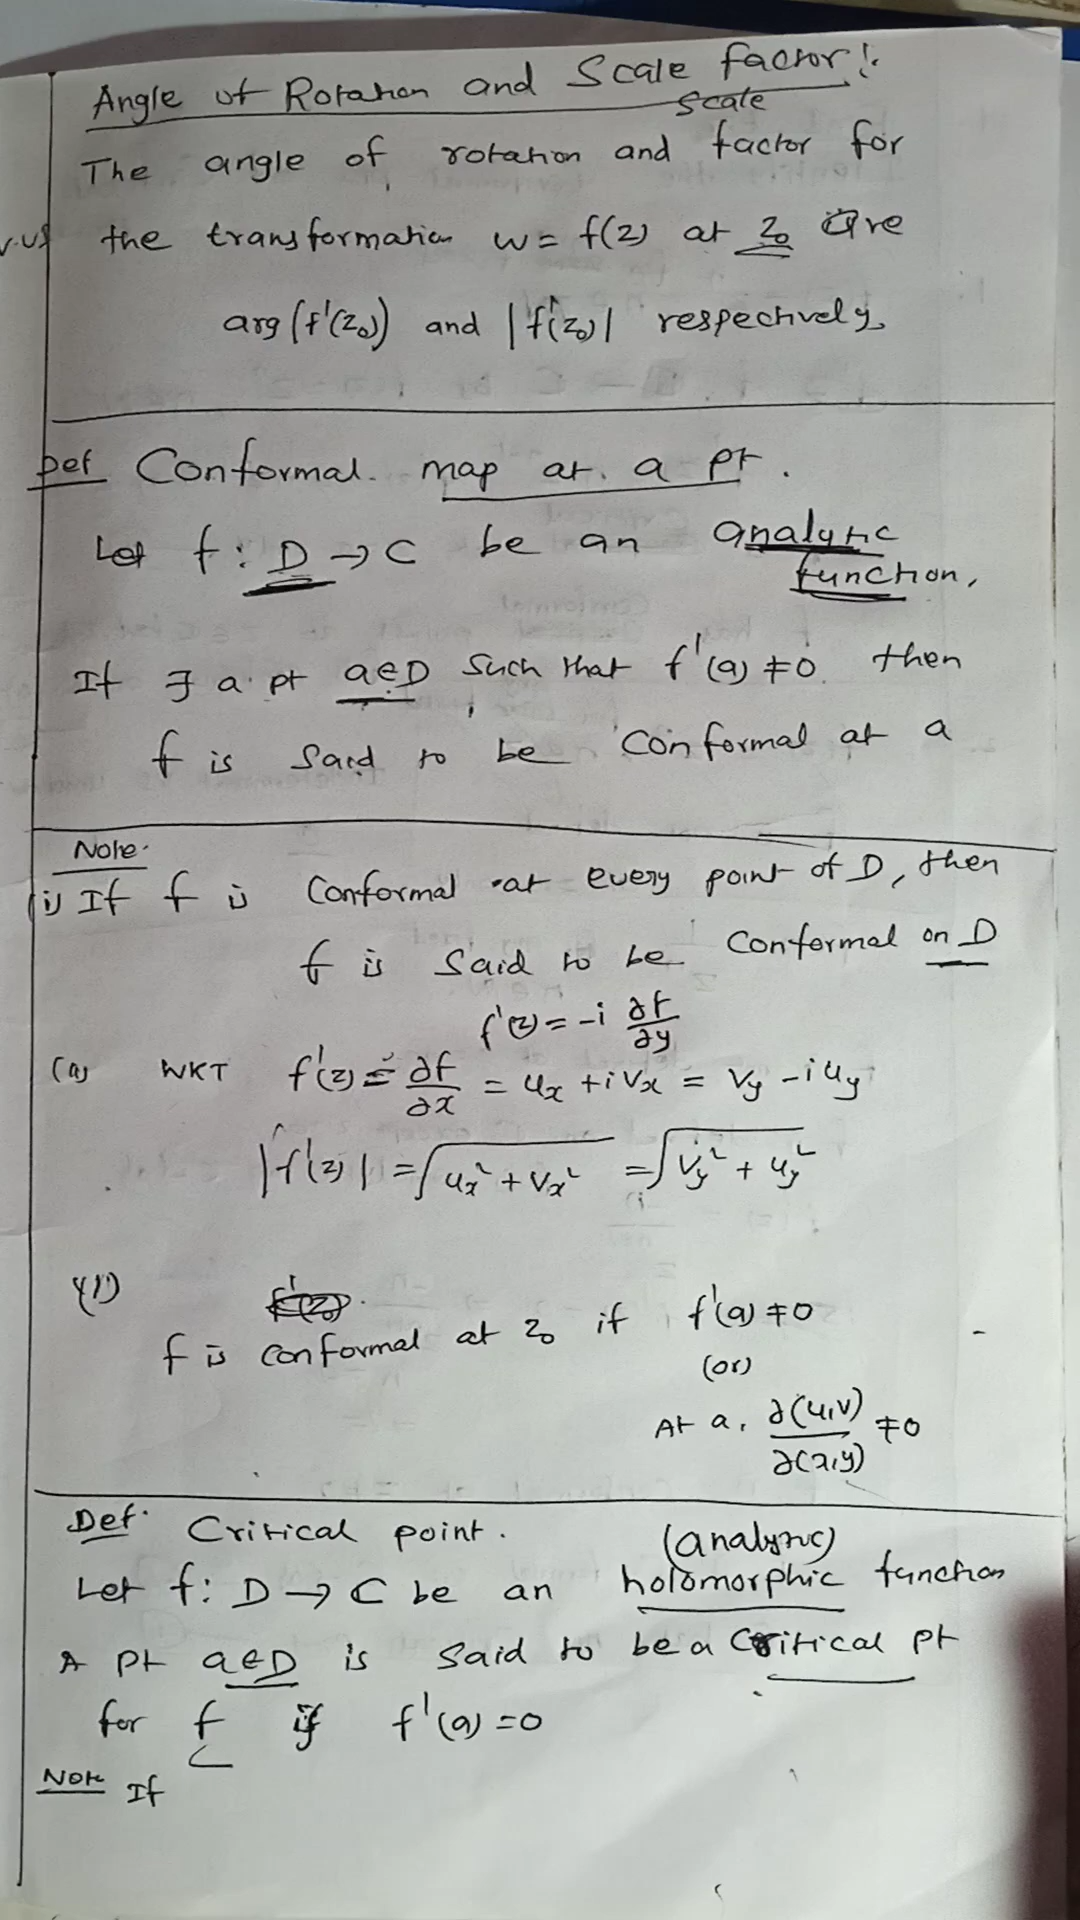 Angle of Rotation and Scale factor:
scale
The angle of rotation and factor for
the transformation w = f(z) at z₀ are
arg(f'(z₀)) and |f'(z₀)| respectively.
Def Conformal map at a pt.
Let f : D → C be an analytic
function,
If ∃ a pt a∈D such that f'(a) ≠ 0 then
f is said to be conformal at a
Note.
i) If f is conformal at every point of D, then
f is said to be conformal on D
f'(z) = -i ∂f/∂y
WKT f'(z) = ∂f/∂x = uₓ + i vₓ = v_y - i u_y
|f'(z)| = √(uₓ² + vₓ²) = √(v_y² + u_y²)
f is conformal at z₀ if f'(a) ≠ 0
(or)
At a, ∂(u,v)/∂(x,y) ≠ 0
Def. Critical point.
(analytic)
Let f : D → C be an holomorphic function
A pt a∈D is said to be a critical pt
for f if f'(a) = 0
Note If